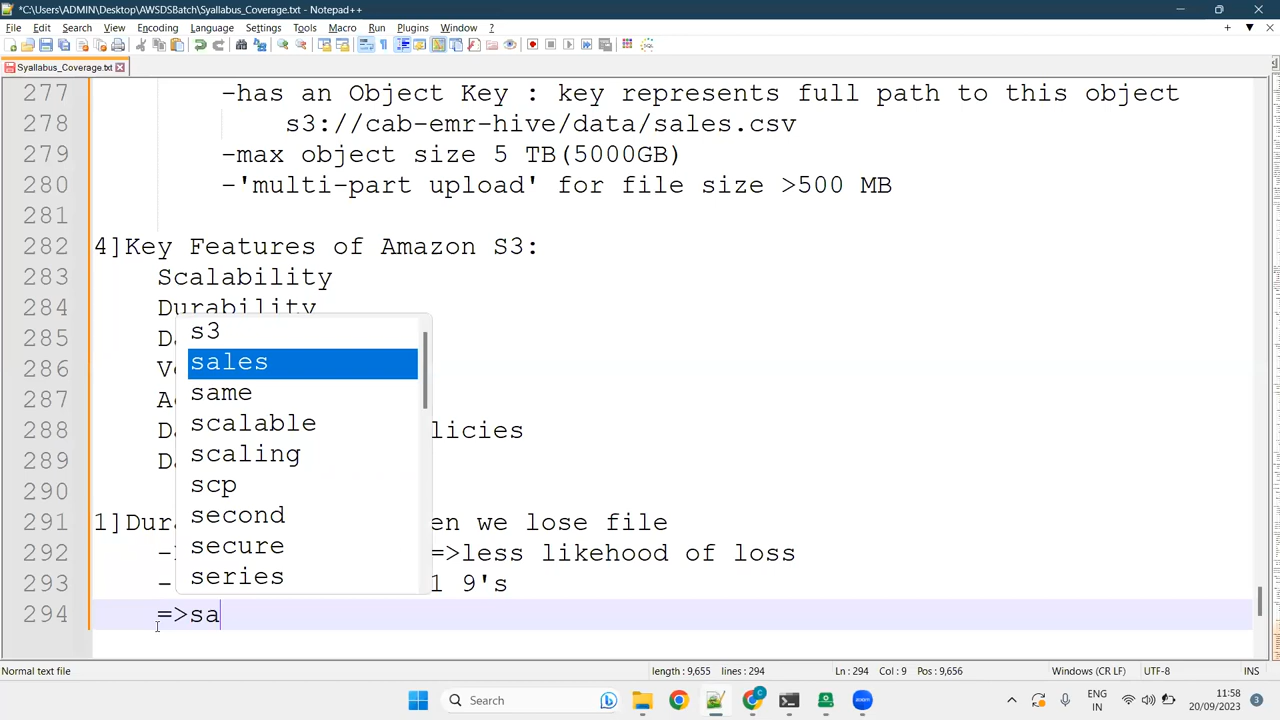 *C:\Users\ADMIN\Desktop\AWSDSBatch\Syallabus_Coverage.txt - Notepad++
File Edit Search View Encoding Language Settings Tools Macro Run Plugins Window ?
Syallabus_Coverage.txt
277 -has an Object Key : key represents full path to this object
278 s3://cab-emr-hive/data/sales.csv
279 -max object size 5 TB(5000GB)
280 -'multi-part upload' for file size >500 MB
281
282 4]Key Features of Amazon S3:
283 Scalability
284 Durability
285
286
287
288 licies
289
290
291 1]Dur en we lose file
292 - =>less likehood of loss
293 - 1 9's
294 =>sa
s3
sales
same
scalable
scaling
scp
second
secure
series
Normal text file length : 9,655 lines : 294 Ln : 294 Col : 9 Pos : 9,656 Windows (CR LF) UTF-8 INS
Search ENG IN 11:58 20/09/2023 3